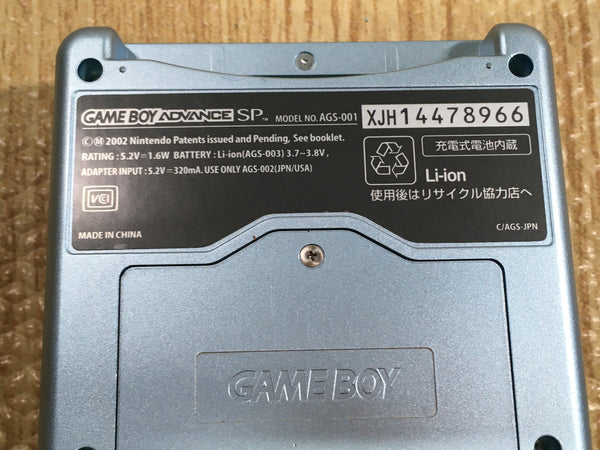 GAME BOY ADVANCE SP™ MODEL NO. AGS-001 XJH14478966
©Ⓜ 2002 Nintendo Patents issued and Pending, See booklet.
RATING : 5.2V⎓1.6W BATTERY : Li-ion(AGS-003) 3.7~3.8V ,
ADAPTER INPUT : 5.2V⎓320mA. USE ONLY AGS-002(JPN/USA)
VCI
MADE IN CHINA
充電式電池内蔵
Li-ion
使用後はリサイクル協力店へ
C/AGS-JPN
GAME BOY